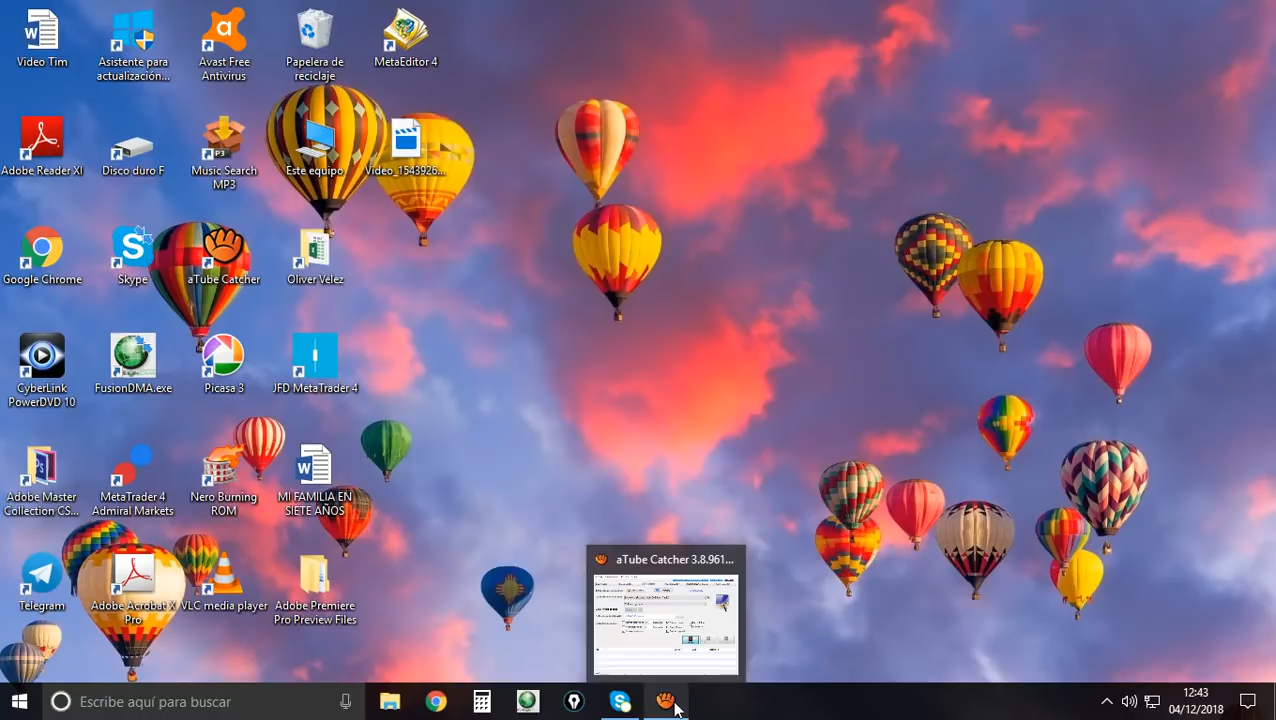 Video Tim
Asistente para
actualización...
Avast Free
Antivirus
Papelera de
reciclaje
MetaEditor 4
Adobe Reader XI
Disco duro F
Music Search
MP3
Este equipo
Video_1543926...
Google Chrome
Skype
aTube Catcher
Oliver Velez
CyberLink
PowerDVD 10
FusionDMA.exe
Picasa 3
JFD MetaTrader 4
Adobe Master
Collection CS...
MetaTrader 4
Admiral Markets
Nero Burning
ROM
MI FAMILIA EN
SIETE AÑOS
Telegram
Adobe Acrobat X
Pro
VLC media player
Adobe Premiere
Pro Preview Files
aTube Catcher 3.8.961...
Escribe aquí para buscar
12:43
04/12/2018